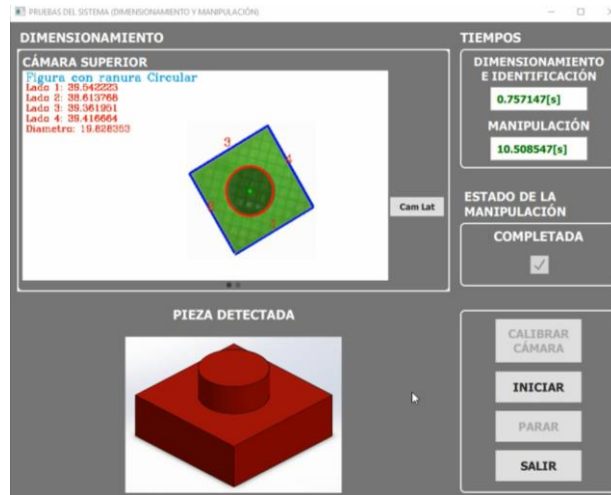 PRUEBAS DEL SISTEMA (DIMENSIONAMIENTO Y MANIPULACIÓN)
DIMENSIONAMIENTO
CÁMARA SUPERIOR
Figura con ranura Circular
Lado 1: 39.542223
Lado 2: 38.613768
Lado 3: 39.361951
Lado 4: 39.416664
Diametro: 19.828353
3
4
2
1
Cam Lat
PIEZA DETECTADA
TIEMPOS
DIMENSIONAMIENTO
E IDENTIFICACIÓN
0.757147[s]
MANIPULACIÓN
10.508547[s]
ESTADO DE LA
MANIPULACIÓN
COMPLETADA
CALIBRAR
CÁMARA
INICIAR
PARAR
SALIR